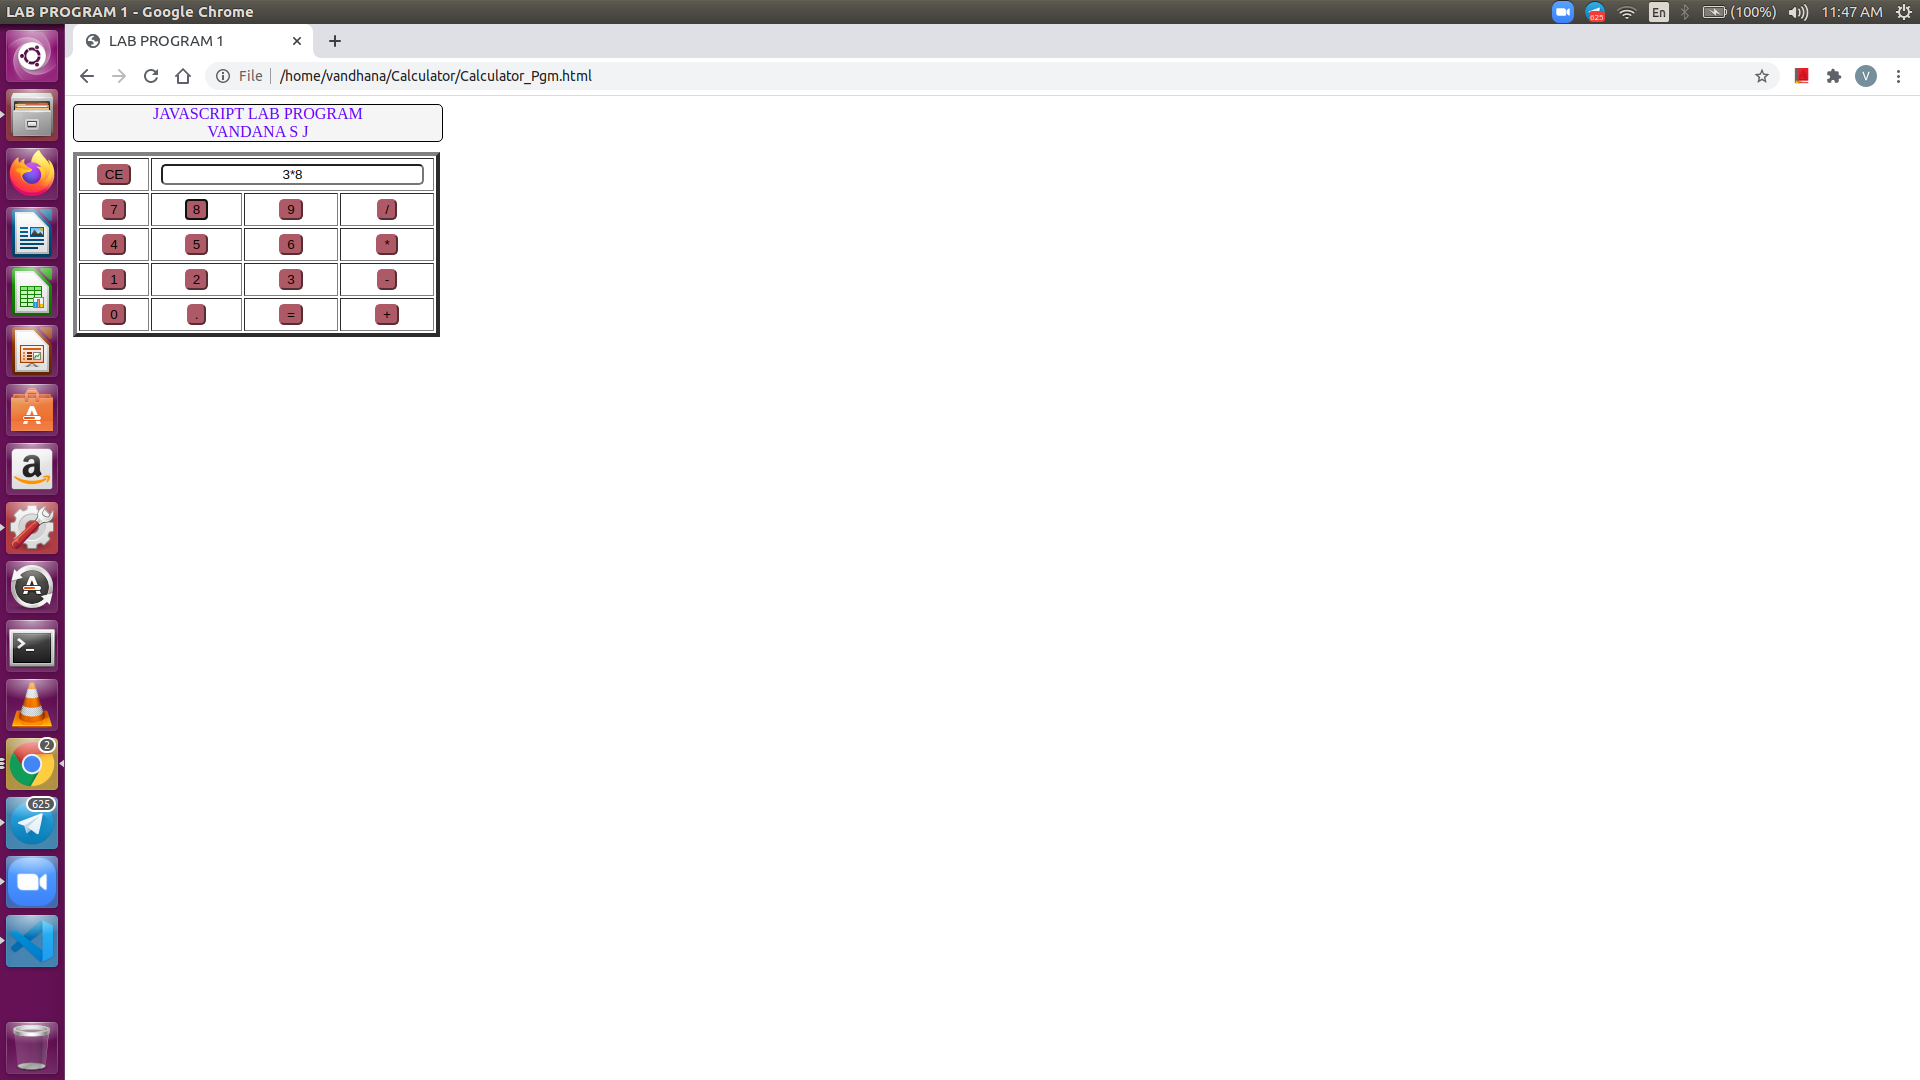 LAB PROGRAM 1 - Google Chrome
625
En
(100%)
11:47 AM
LAB PROGRAM 1
File
/home/vandhana/Calculator/Calculator_Pgm.html
V
JAVASCRIPT LAB PROGRAM
VANDANA S J
CE 3*8
7 8 9 /
4 5 6 *
1 2 3 -
0 . = +
a
2
625